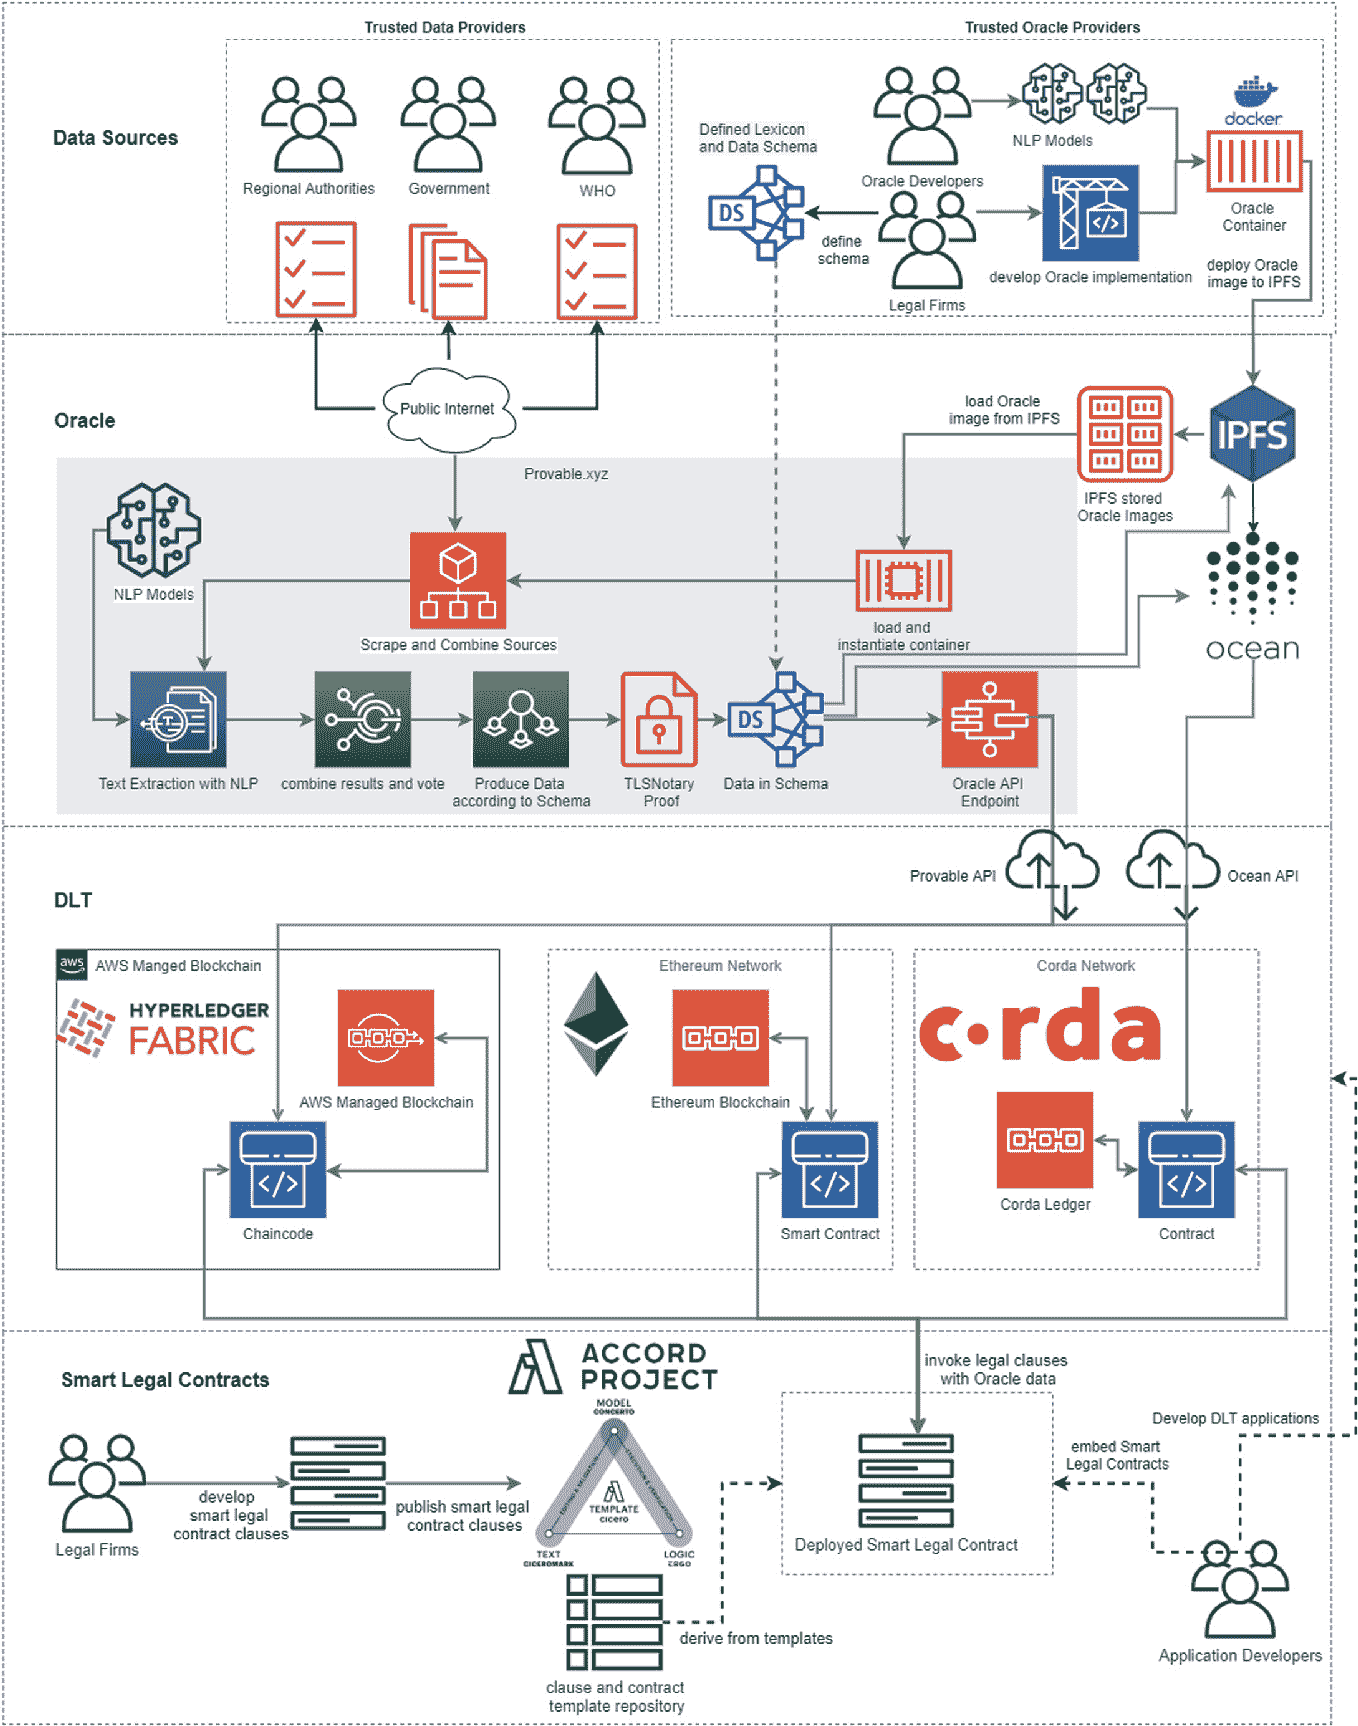 Trusted Data Providers
Trusted Oracle Providers
Data Sources
Regional Authorities
Government
WHO
Defined Lexicon
and Data Schema
DS
define
schema
Oracle Developers
Legal Firms
NLP Models
develop Oracle implementation
docker
Oracle
Container
deploy Oracle
image to IPFS
Oracle
Public Internet
Provable.xyz
load Oracle
image from IPFS
IPFS
IPFS stored
Oracle Images
ocean
NLP Models
Scrape and Combine Sources
load and
instantiate container
T
DS
Text Extraction with NLP
combine results and vote
Produce Data
according to Schema
TLSNotary
Proof
Data in Schema
Oracle API
Endpoint
Provable API
Ocean API
DLT
aws
AWS Manged Blockchain
HYPERLEDGER
FABRIC
AWS Managed Blockchain
Chaincode
Ethereum Network
Ethereum Blockchain
Smart Contract
Corda Network
corda
Corda Ledger
Contract
Smart Legal Contracts
ACCORD
PROJECT
MODEL
CONCERTO
TEMPLATE
cicero
TEXT
CICEROMARK
LOGIC
ERGO
invoke legal clauses
with Oracle data
Develop DLT applications
embed Smart
Legal Contracts
Legal Firms
develop
smart legal
contract clauses
publish smart legal
contract clauses
Deployed Smart Legal Contract
derive from templates
clause and contract
template repository
Application Developers